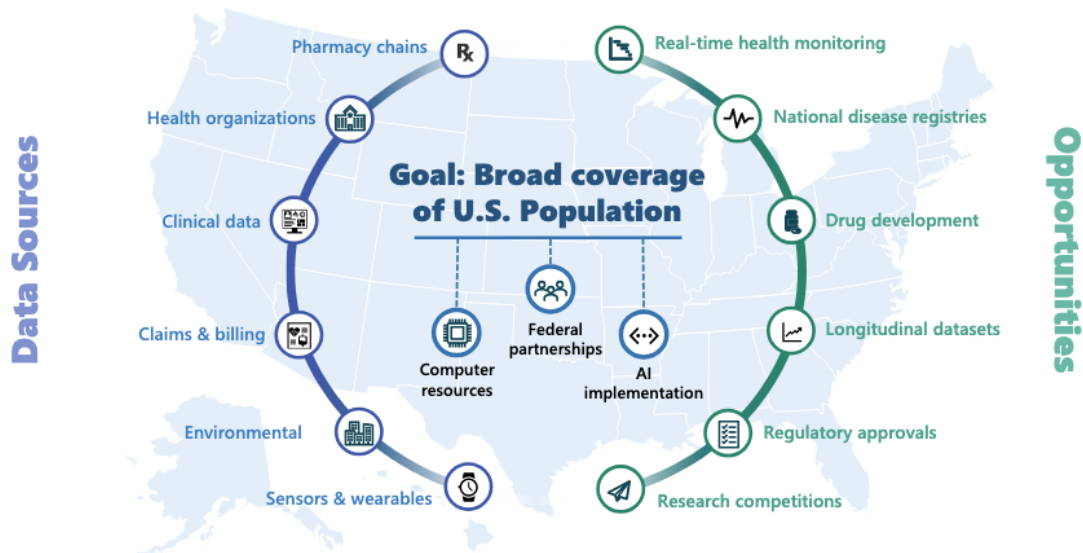 Data Sources
Pharmacy chains
Health organizations
Clinical data
Claims & billing
Environmental
Sensors & wearables
Rx
Goal: Broad coverage
of U.S. Population
Computer
resources
Federal
partnerships
AI
implementation
Real-time health monitoring
National disease registries
Drug development
Longitudinal datasets
Regulatory approvals
Research competitions
Opportunities